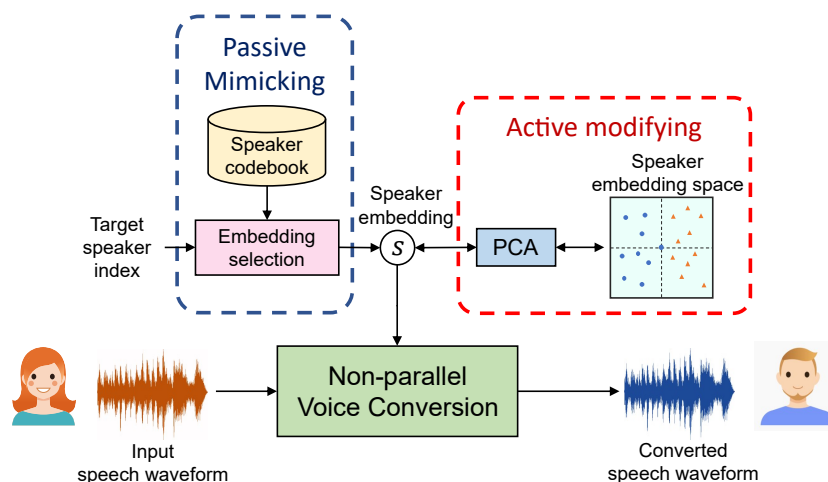 Passive
Mimicking
Speaker
codebook
Target
speaker
index
Embedding
selection
Speaker
embedding
S
Active modifying
Speaker
embedding space
PCA
Non-parallel
Voice Conversion
Input
speech waveform
Converted
speech waveform